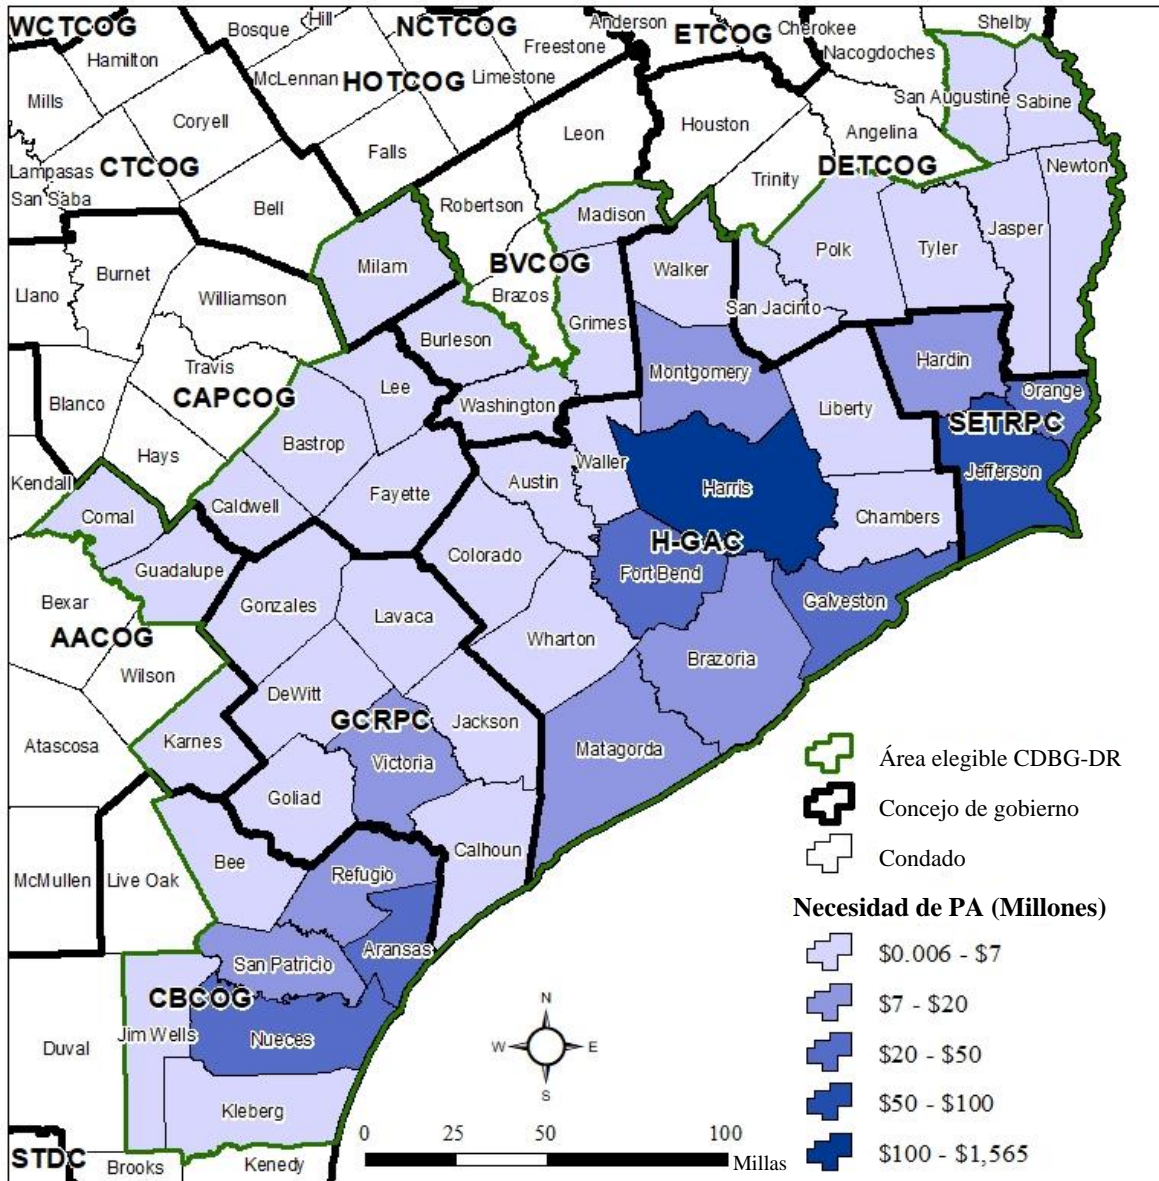 WCTCOG
Hamilton
Bosque
Hill
NCTCOG
Anderson
ETCOG
Cherokee
Shelby
Freestone
Nacogdoches
McLennan
HOTCOG
Limestone
Mills
San Augustine
Sabine
Coryell
Leon
Houston
Angelina
Falls
Lampasas
CTCOG
DETCOG
Newton
San Saba
Trinity
Bell
Robertson
Madison
Jasper
Polk
Tyler
Milam
BVCOG
Walker
Burnet
Llano
Williamson
Brazos
San Jacinto
Grimes
Burleson
Travis
Montgomery
Hardin
Lee
Orange
CAPCOG
Blanco
Washington
Liberty
SETRPC
Bastrop
Hays
Waller
Jefferson
Kendall
Austin
Fayette
Harris
Caldwell
Comal
Chambers
H-GAC
Colorado
Guadalupe
Fort Bend
Bexar
Gonzales
Lavaca
Galveston
AACOG
Wharton
Brazoria
Wilson
DeWitt
GCRPC
Jackson
Karnes
Atascosa
Matagorda
Victoria
Goliad
Calhoun
Bee
Refugio
McMullen
Live Oak
Aransas
San Patricio
CBCOG
Jim Wells
Nueces
Duval
Kleberg
STDC
Brooks
Kenedy
N
W
E
S
0 25 50 100
Millas
Área elegible CDBG-DR
Concejo de gobierno
Condado
Necesidad de PA (Millones)
$0.006 - $7
$7 - $20
$20 - $50
$50 - $100
$100 - $1,565